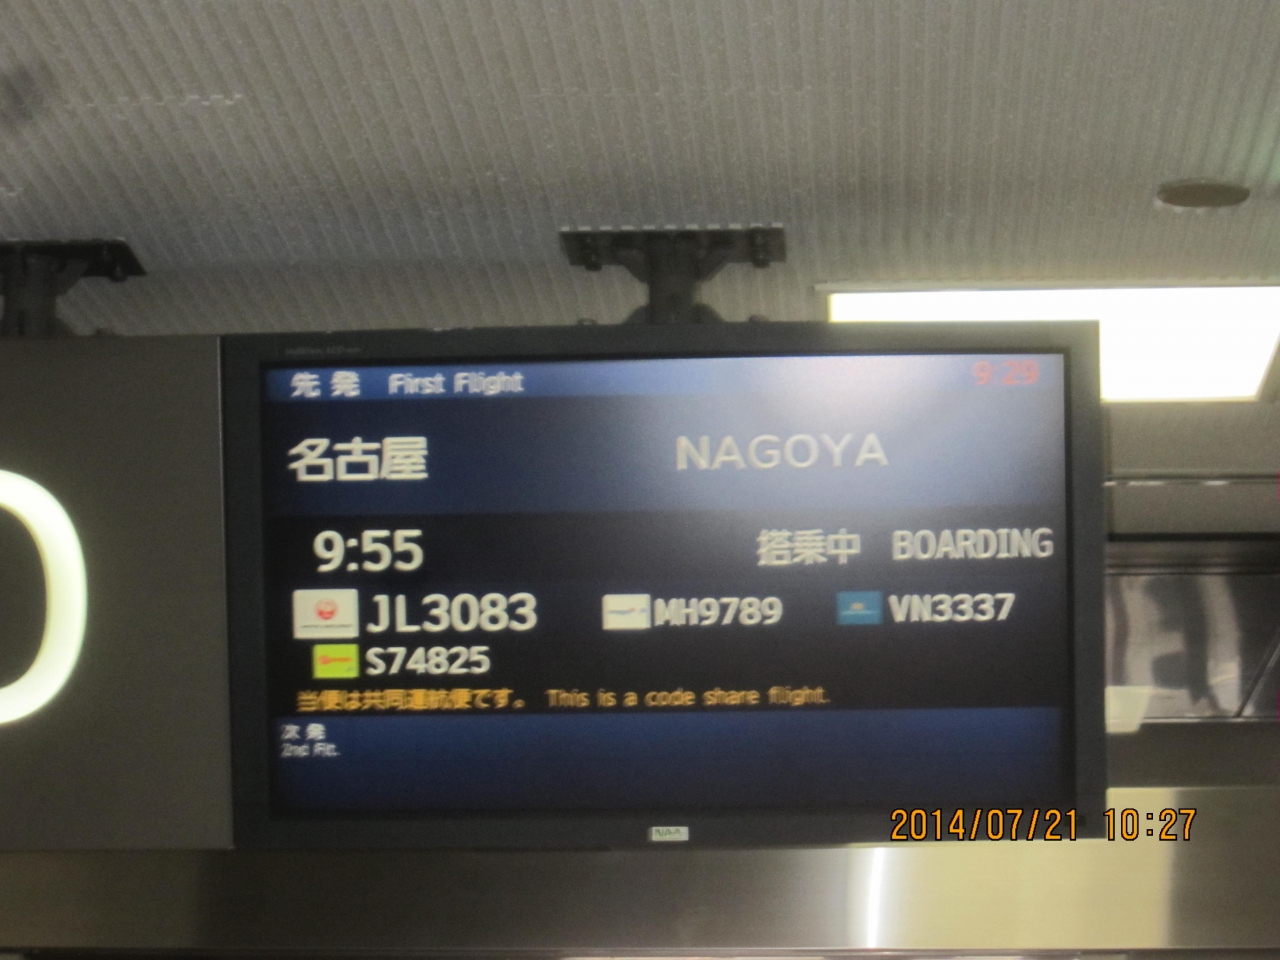 先発 First Flight 9:29
名古屋 NAGOYA
9:55 搭乗中 BOARDING
JL3083 MH9789 VN3337
S74825
当便は共同運航便です。 This is a code share flight.
次発
2nd Flt.
NAA
2014/07/21 10:27